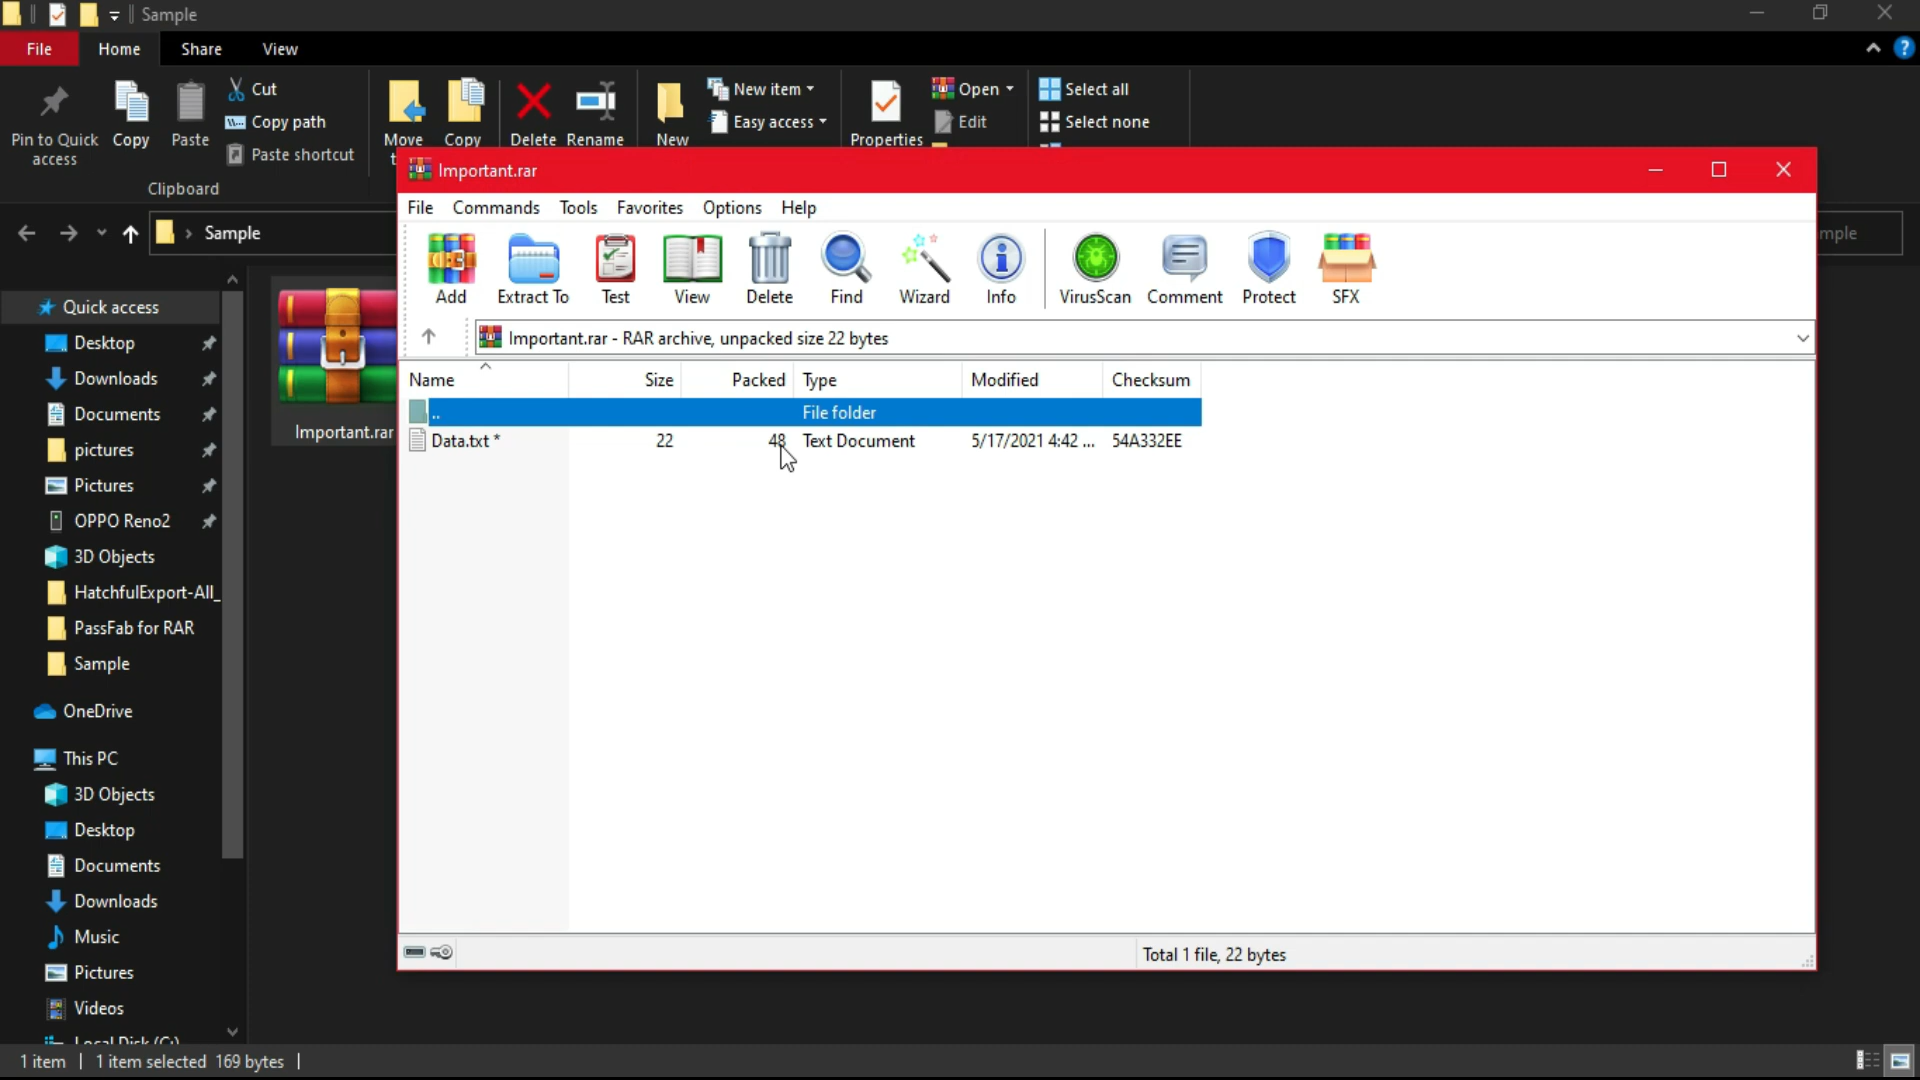 Sample
File Home Share View
Pin to Quick access
Copy
Paste
Cut
Copy path
Paste shortcut
Clipboard
Move
Copy
Delete
Rename
New
New item
Easy access
Properties
Open
Edit
Select all
Select none
Sample
mple
Quick access
Desktop
Downloads
Documents
pictures
Pictures
OPPO Reno2
3D Objects
HatchfulExport-All_
PassFab for RAR
Sample
OneDrive
This PC
3D Objects
Desktop
Documents
Downloads
Music
Pictures
Videos
Local Disk (C:)
Important.rar
1 item 1 item selected 169 bytes
Important.rar
File Commands Tools Favorites Options Help
Add Extract To Test View Delete Find Wizard Info VirusScan Comment Protect SFX
Important.rar - RAR archive, unpacked size 22 bytes
Name Size Packed Type Modified Checksum
.. File folder
Data.txt * 22 48 Text Document 5/17/2021 4:42 ... 54A332EE
Total 1 file, 22 bytes